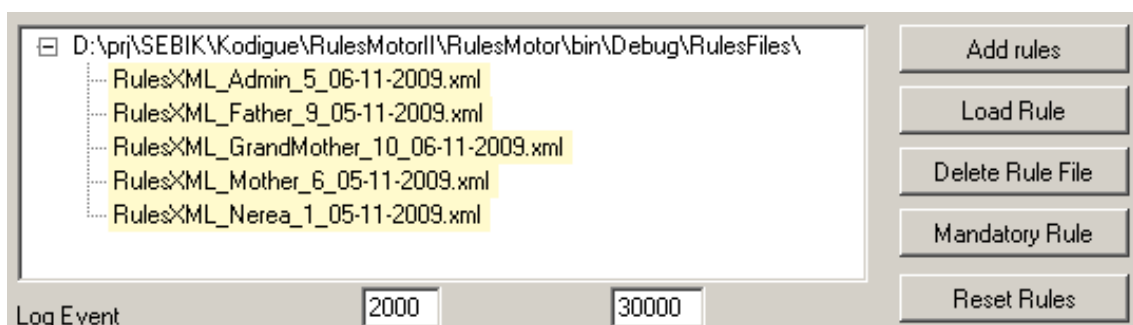 D:\prj\SEBIK\Kodigue\RulesMotorII\RulesMotor\bin\Debug\RulesFiles\
RulesXML_Admin_5_06-11-2009.xml
RulesXML_Father_9_05-11-2009.xml
RulesXML_GrandMother_10_06-11-2009.xml
RulesXML_Mother_6_05-11-2009.xml
RulesXML_Nerea_1_05-11-2009.xml
Add rules
Load Rule
Delete Rule File
Mandatory Rule
Reset Rules
Log Event 2000 30000